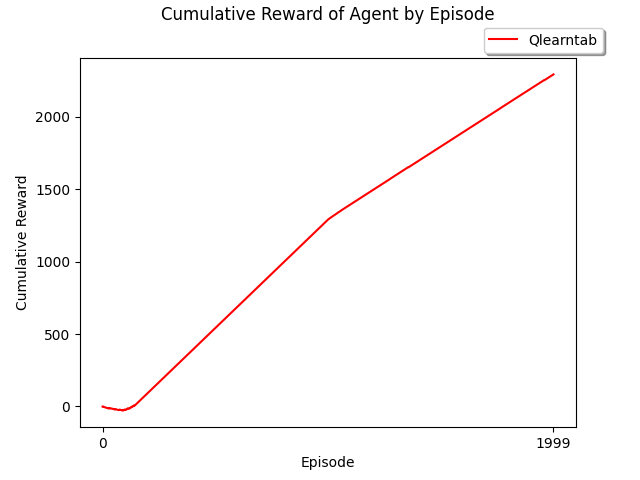 Cumulative Reward of Agent by Episode
Qlearntab
2000
1500
1000
500
0
Cumulative Reward
0
1999
Episode